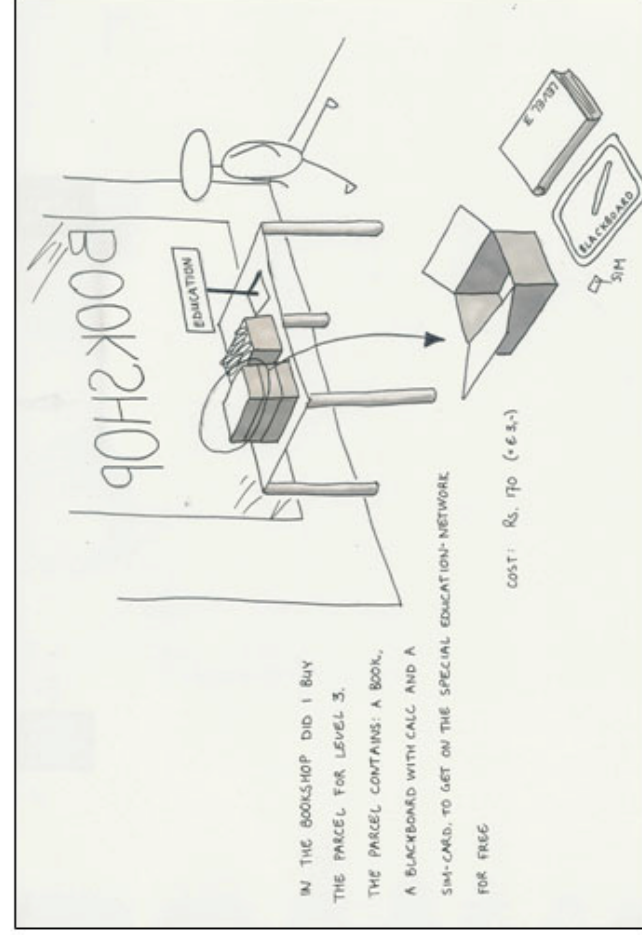 BOOKSHOP
EDUCATION
IN THE BOOKSHOP DID I BUY
THE PARCEL FOR LEVEL 3.
THE PARCEL CONTAINS: A BOOK,
A BLACKBOARD WITH CALC AND A
SIM-CARD, TO GET ON THE SPECIAL EDUCATION-NETWORK
FOR FREE
COST: Rs. 170 (= € 3,-)
SIM
BLACKBOARD